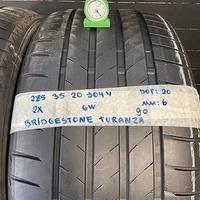 285 35 20 104Y DOT: 20
2X 6W MM: 6
BRIDGESTONE TURANZA 90